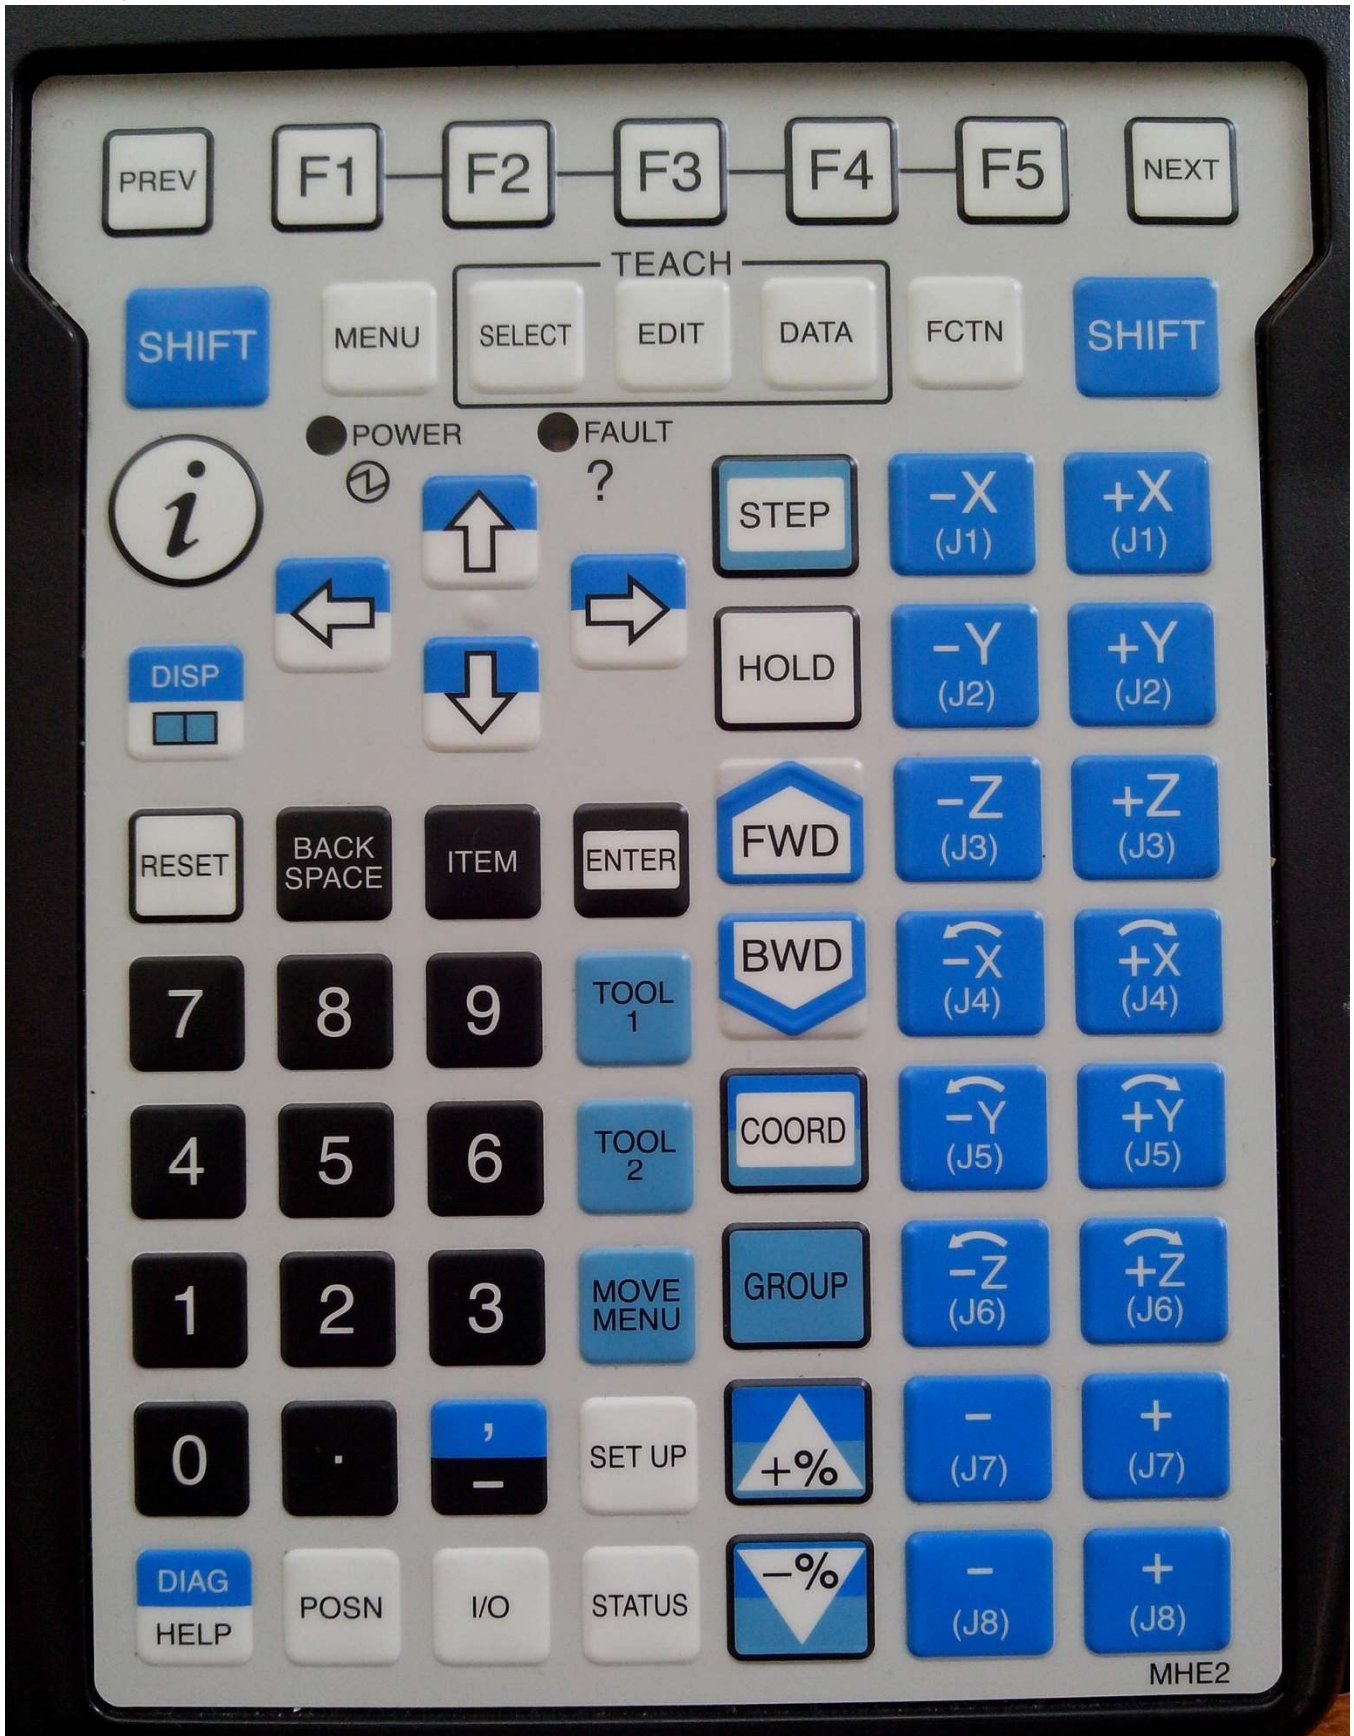 PREV F1 F2 F3 F4 F5 NEXT
TEACH
SHIFT MENU SELECT EDIT DATA FCTN SHIFT
POWER FAULT
i ? STEP -X +X
(J1) (J1)
DISP HOLD -Y +Y
(J2) (J2)
RESET BACK ITEM ENTER FWD -Z +Z
SPACE (J3) (J3)
7 8 9 TOOL BWD -X +X
1 (J4) (J4)
4 5 6 TOOL COORD -Y +Y
2 (J5) (J5)
1 2 3 MOVE GROUP -Z +Z
MENU (J6) (J6)
0 . , SET UP +% - +
- (J7) (J7)
DIAG POSN I/O STATUS -% - +
HELP (J8) (J8)
MHE2